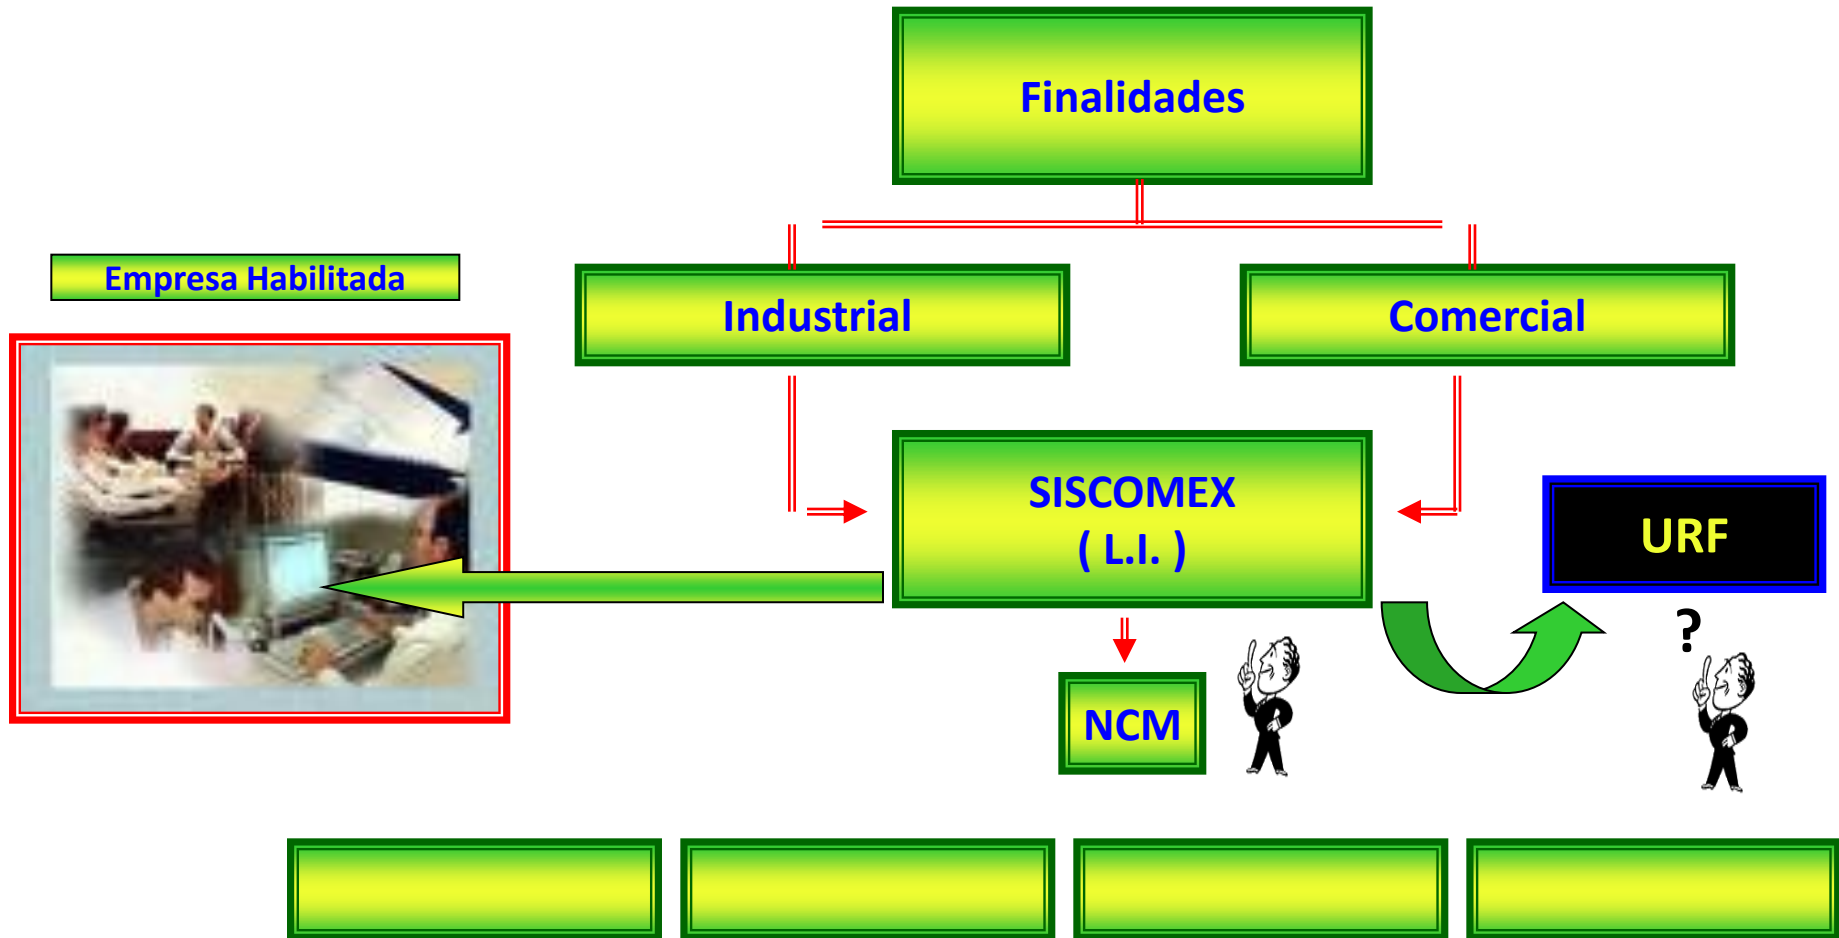 Finalidades
Empresa Habilitada
Industrial
Comercial
SISCOMEX
( L.I. )
URF
?
NCM